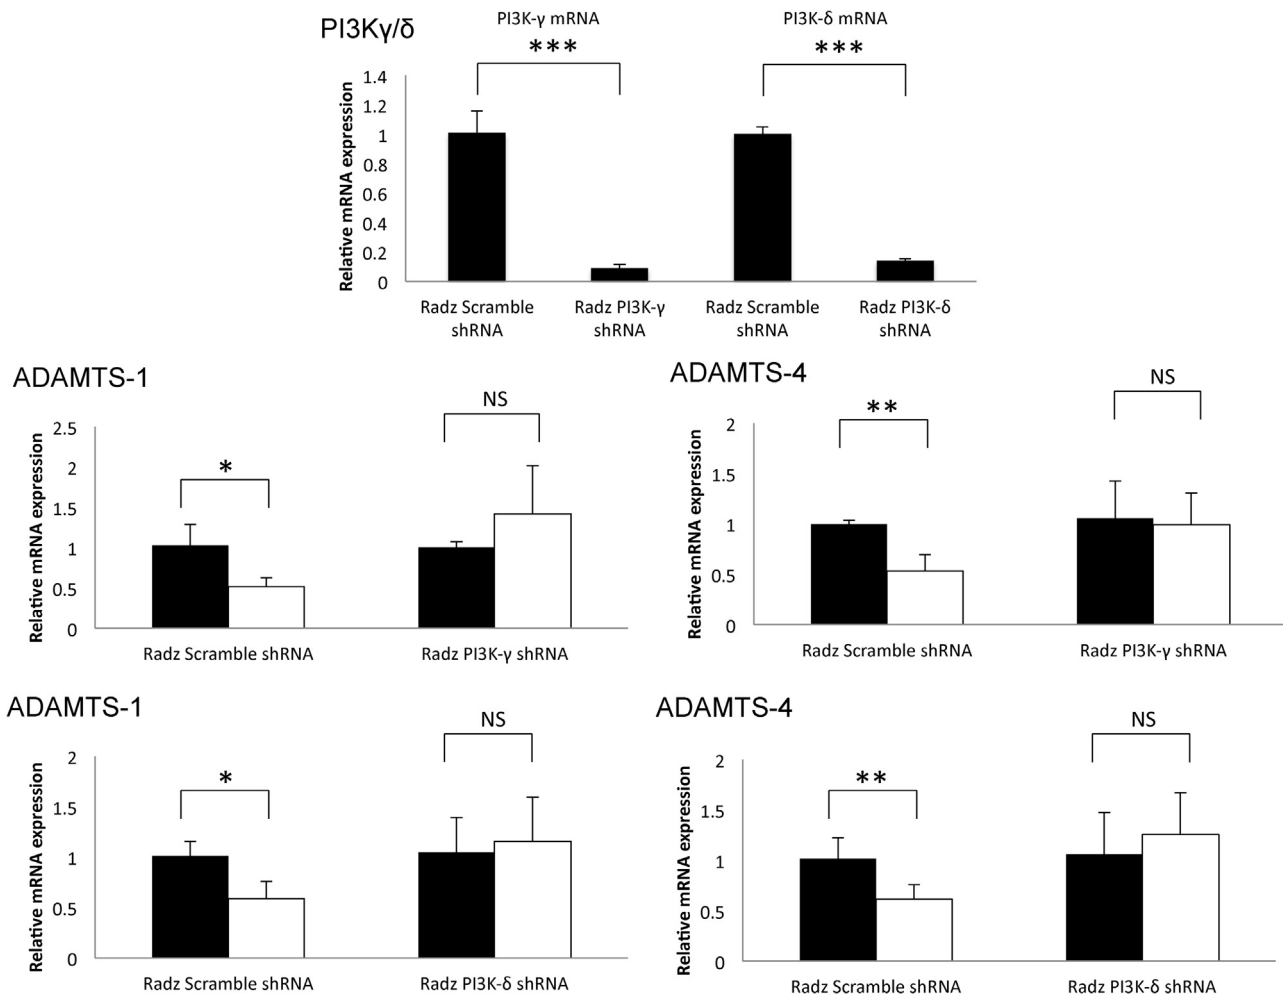 PI3Kγ/δ
PI3K-γ mRNA
PI3K-δ mRNA
***
***
Relative mRNA expression
1.4
1.2
1
0.8
0.6
0.4
0.2
0
Radz Scramble
shRNA
Radz PI3K-γ
shRNA
Radz Scramble
shRNA
Radz PI3K-δ
shRNA
ADAMTS-1
Relative mRNA expression
2.5
2
1.5
1
0.5
0
*
NS
Radz Scramble shRNA
Radz PI3K-γ shRNA
ADAMTS-4
Relative mRNA expression
2
1.5
1
0.5
0
**
NS
Radz Scramble shRNA
Radz PI3K-γ shRNA
ADAMTS-1
Relative mRNA expression
2
1.5
1
0.5
0
*
NS
Radz Scramble shRNA
Radz PI3K-δ shRNA
ADAMTS-4
Relative mRNA expression
2
1.5
1
0.5
0
**
NS
Radz Scramble shRNA
Radz PI3K-δ shRNA